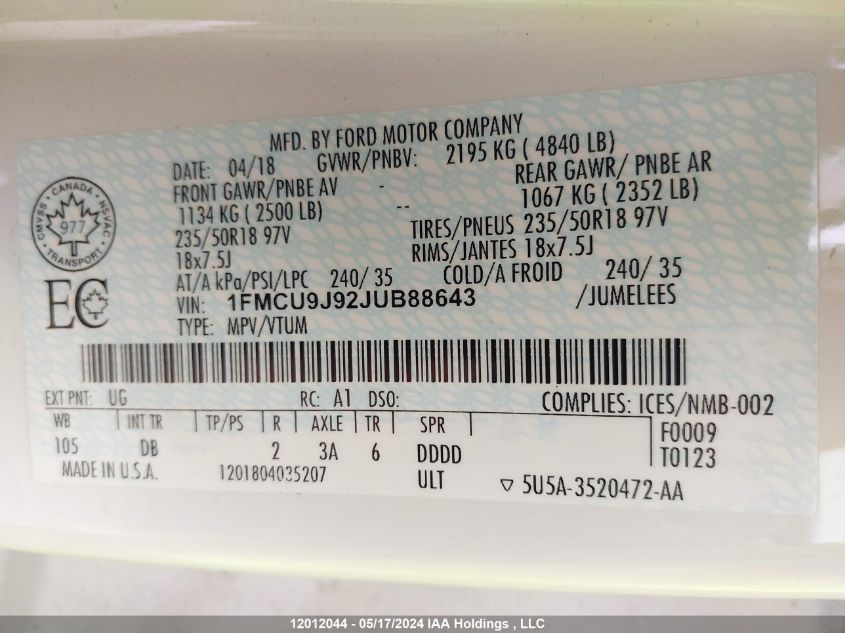 MFD. BY FORD MOTOR COMPANY
DATE: 04/18 GVWR/PNBV: 2195 KG ( 4840 LB)
FRONT GAWR/PNBE AV - REAR GAWR/ PNBE AR
1134 KG ( 2500 LB) -- 1067 KG ( 2352 LB)
235/50R18 97V TIRES/PNEUS 235/50R18 97V
18x7.5J RIMS/JANTES 18x7.5J
AT/A kPa/PSI/LPC 240/ 35 COLD/A FROID 240/ 35
VIN: 1FMCU9J92JUB88643 /JUMELEES
TYPE: MPV/VTUM
CANADA
CMVSS NSVAC
977
TRANSPORT
EC
EXT PNT: UG RC: A1 DSO: COMPLIES: ICES/NMB-002
WB INT TR TP/PS R AXLE TR SPR F0009
105 DB 2 3A 6 DDDD T0123
MADE IN U.S.A. 1201804035207 ULT ▽ 5U5A-3520472-AA
12012044 - 05/17/2024 IAA Holdings , LLC